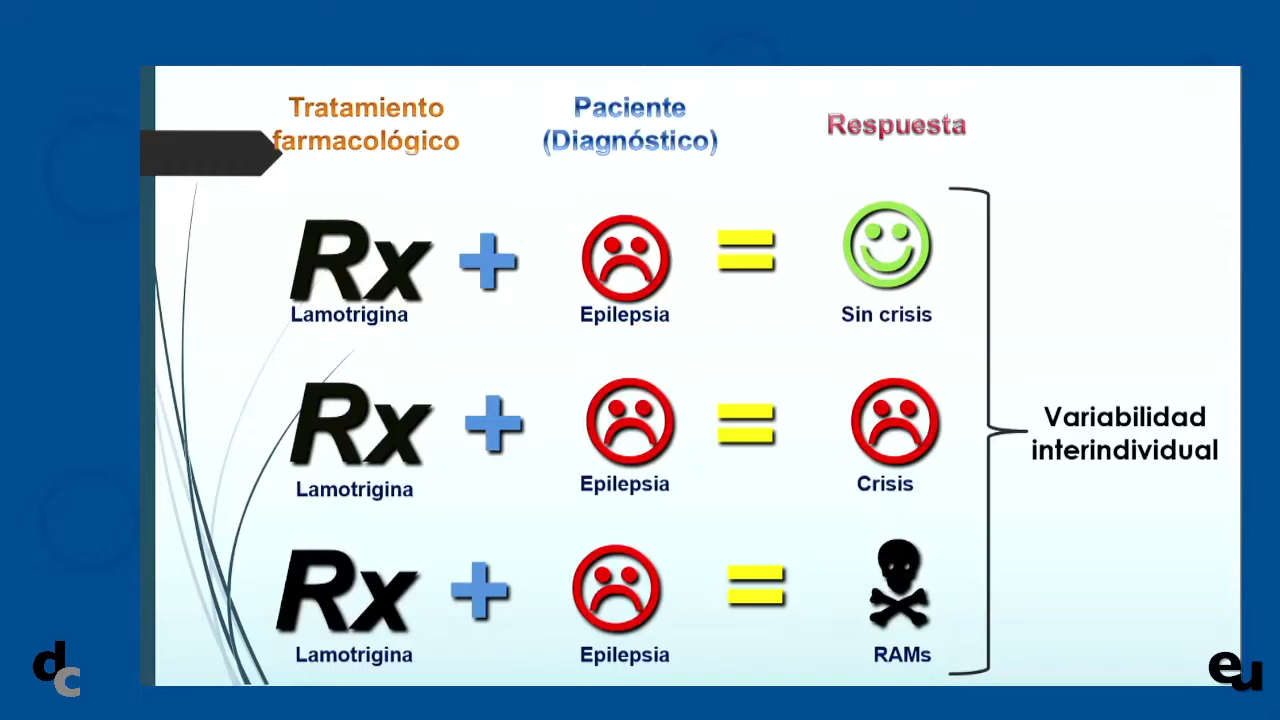 Tratamiento
farmacológico
Paciente
(Diagnóstico)
Respuesta
Rx
Lamotrigina
+
Epilepsia
=
Sin crisis
Rx
Lamotrigina
+
Epilepsia
=
Crisis
Rx
Lamotrigina
+
Epilepsia
=
RAMs
Variabilidad
interindividual
dc
eu